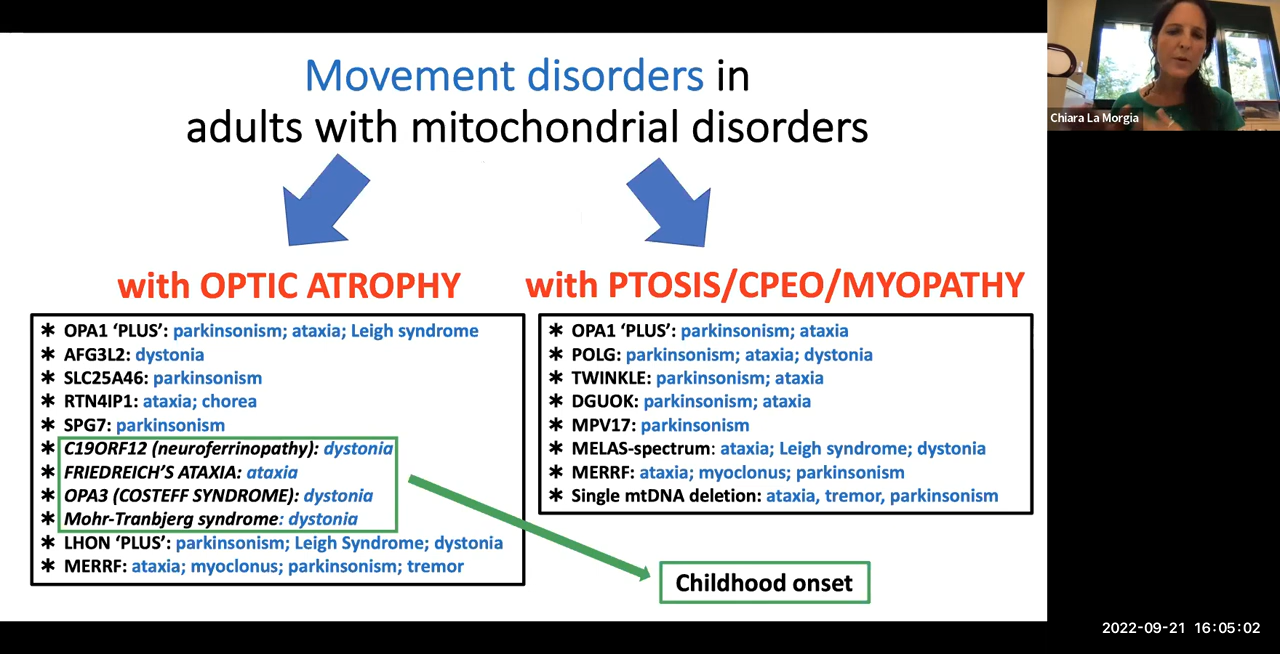 Movement disorders in
adults with mitochondrial disorders
with OPTIC ATROPHY
✱ OPA1 ‘PLUS’: parkinsonism; ataxia; Leigh syndrome
✱ AFG3L2: dystonia
✱ SLC25A46: parkinsonism
✱ RTN4IP1: ataxia; chorea
✱ SPG7: parkinsonism
✱ C19ORF12 (neuroferrinopathy): dystonia
✱ FRIEDREICH’S ATAXIA: ataxia
✱ OPA3 (COSTEFF SYNDROME): dystonia
✱ Mohr-Tranbjerg syndrome: dystonia
✱ LHON ‘PLUS’: parkinsonism; Leigh Syndrome; dystonia
✱ MERRF: ataxia; myoclonus; parkinsonism; tremor
with PTOSIS/CPEO/MYOPATHY
✱ OPA1 ‘PLUS’: parkinsonism; ataxia
✱ POLG: parkinsonism; ataxia; dystonia
✱ TWINKLE: parkinsonism; ataxia
✱ DGUOK: parkinsonism; ataxia
✱ MPV17: parkinsonism
✱ MELAS-spectrum: ataxia; Leigh syndrome; dystonia
✱ MERRF: ataxia; myoclonus; parkinsonism
✱ Single mtDNA deletion: ataxia, tremor, parkinsonism
Childhood onset
Chiara La Morgia
2022-09-21 16:05:02